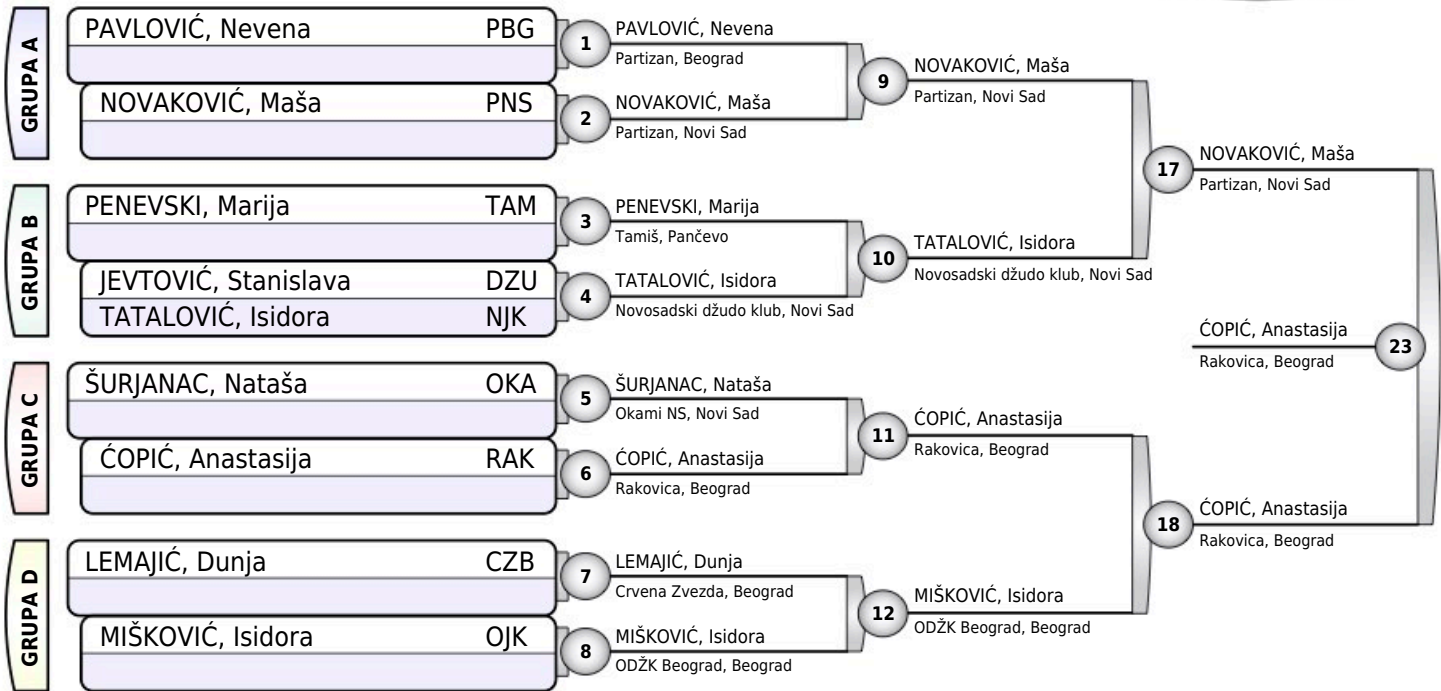 GRUPA A
PAVLOVIĆ, Nevena PBG
NOVAKOVIĆ, Maša PNS
GRUPA B
PENEVSKI, Marija TAM
JEVTOVIĆ, Stanislava DZU
TATALOVIĆ, Isidora NJK
GRUPA C
ŠURJANAC, Nataša OKA
ĆOPIĆ, Anastasija RAK
GRUPA D
LEMAJIĆ, Dunja CZB
MIŠKOVIĆ, Isidora OJK
1 PAVLOVIĆ, Nevena
Partizan, Beograd
2 NOVAKOVIĆ, Maša
Partizan, Novi Sad
3 PENEVSKI, Marija
Tamiš, Pančevo
4 TATALOVIĆ, Isidora
Novosadski džudo klub, Novi Sad
5 ŠURJANAC, Nataša
Okami NS, Novi Sad
6 ĆOPIĆ, Anastasija
Rakovica, Beograd
7 LEMAJIĆ, Dunja
Crvena Zvezda, Beograd
8 MIŠKOVIĆ, Isidora
ODŽK Beograd, Beograd
9 NOVAKOVIĆ, Maša
Partizan, Novi Sad
10 TATALOVIĆ, Isidora
Novosadski džudo klub, Novi Sad
11 ĆOPIĆ, Anastasija
Rakovica, Beograd
12 MIŠKOVIĆ, Isidora
ODŽK Beograd, Beograd
17 NOVAKOVIĆ, Maša
Partizan, Novi Sad
18 ĆOPIĆ, Anastasija
Rakovica, Beograd
ĆOPIĆ, Anastasija 23
Rakovica, Beograd